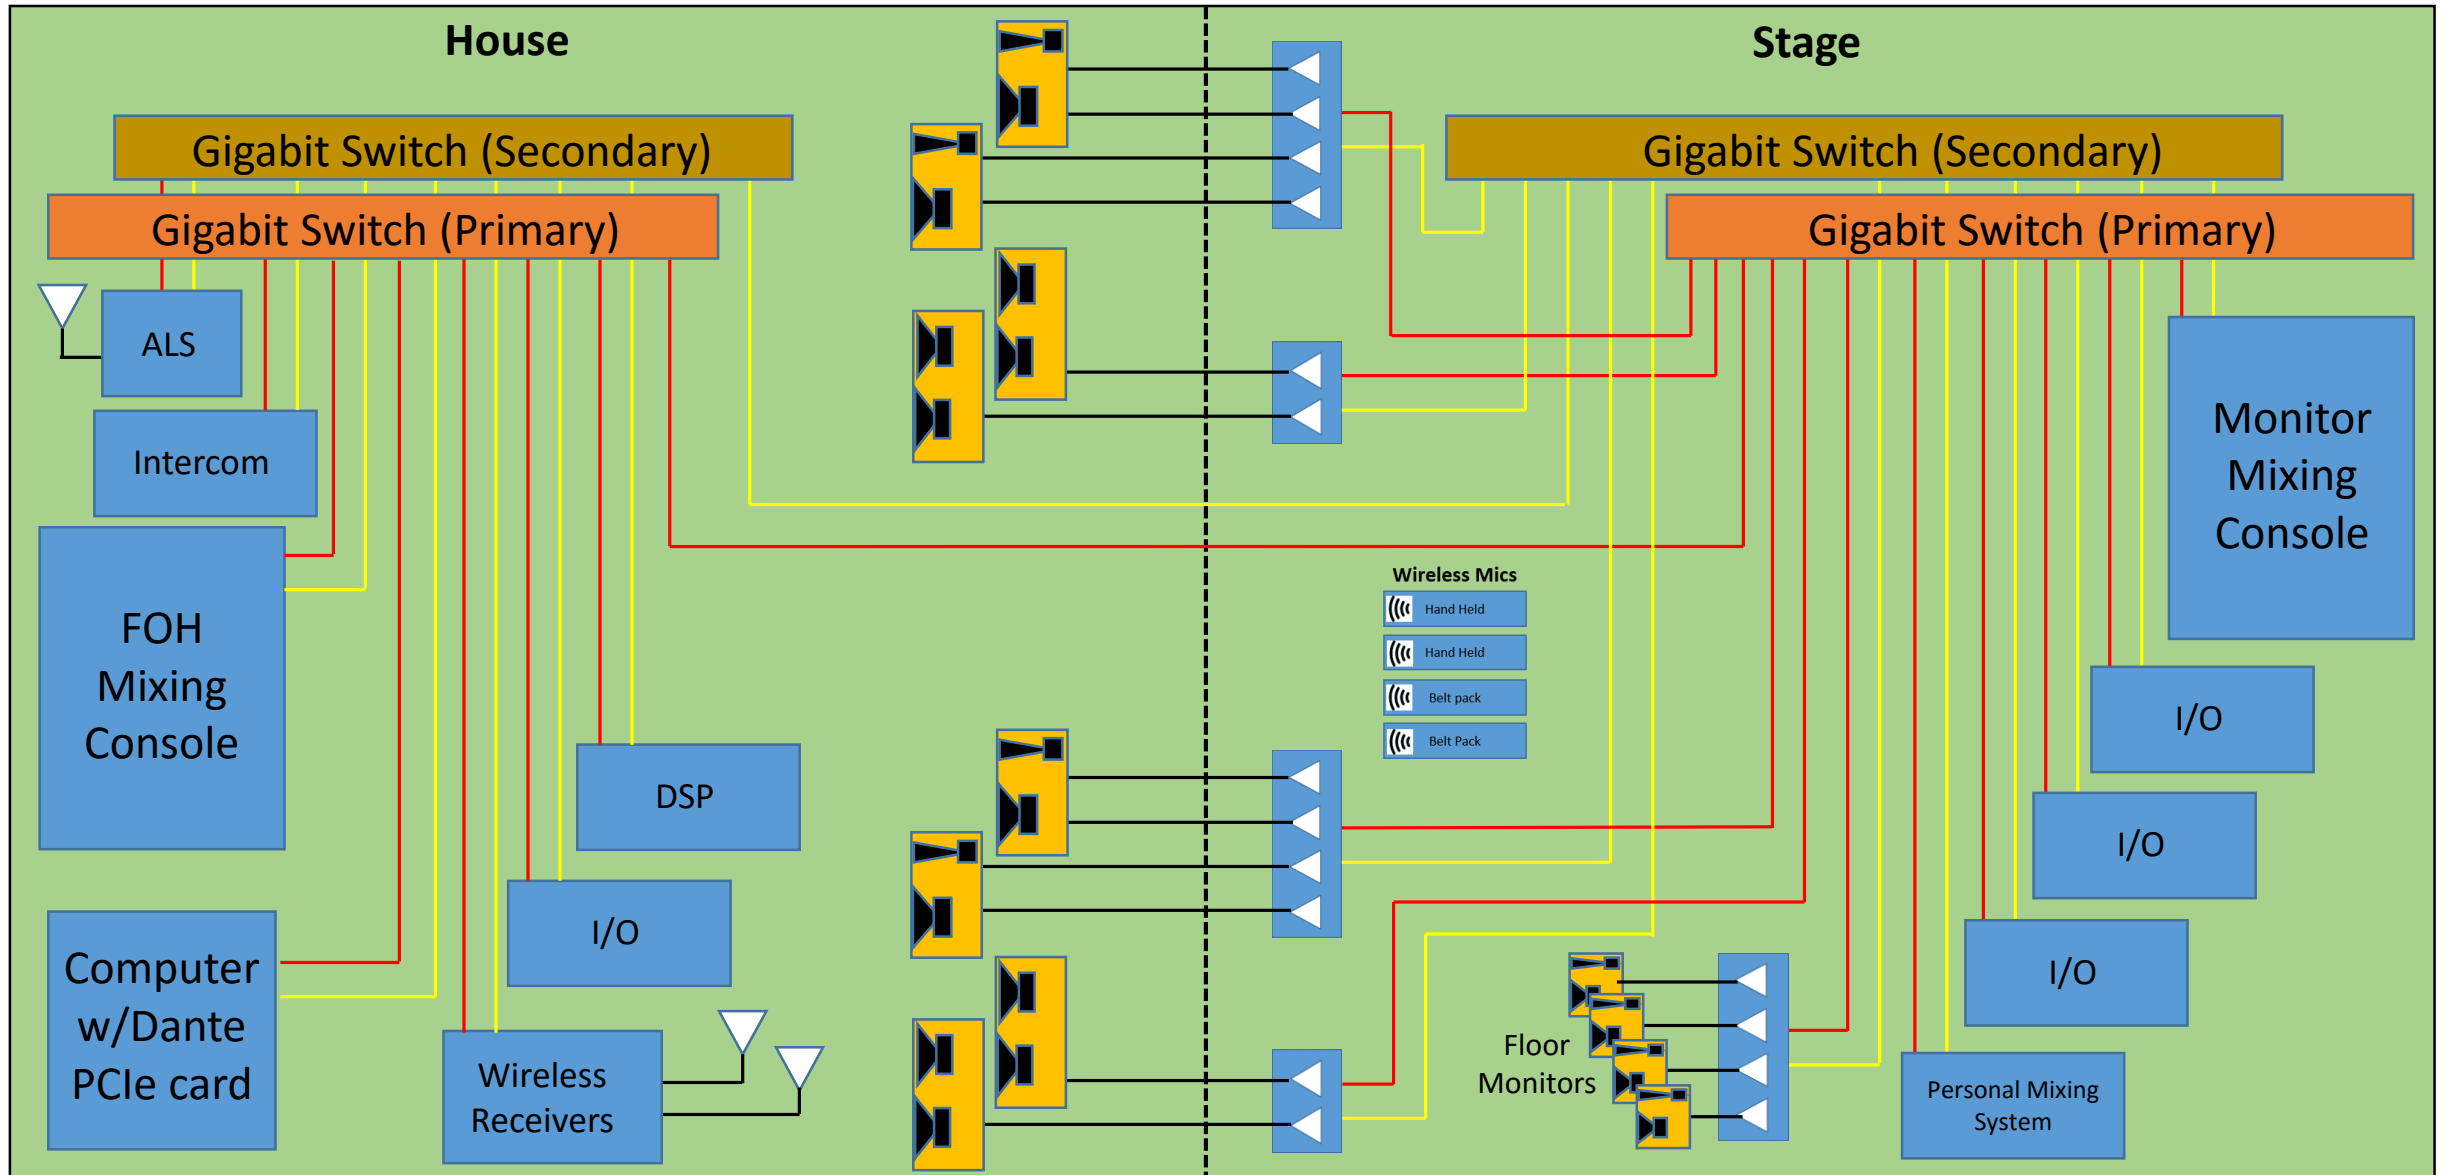 House
Stage
Gigabit Switch (Secondary)
Gigabit Switch (Primary)
ALS
Intercom
FOH
Mixing
Console
Computer
w/Dante
PCIe card
DSP
I/O
Wireless
Receivers
Gigabit Switch (Secondary)
Gigabit Switch (Primary)
Wireless Mics
Hand Held
Hand Held
Belt pack
Belt Pack
Floor
Monitors
Monitor
Mixing
Console
I/O
I/O
I/O
Personal Mixing
System